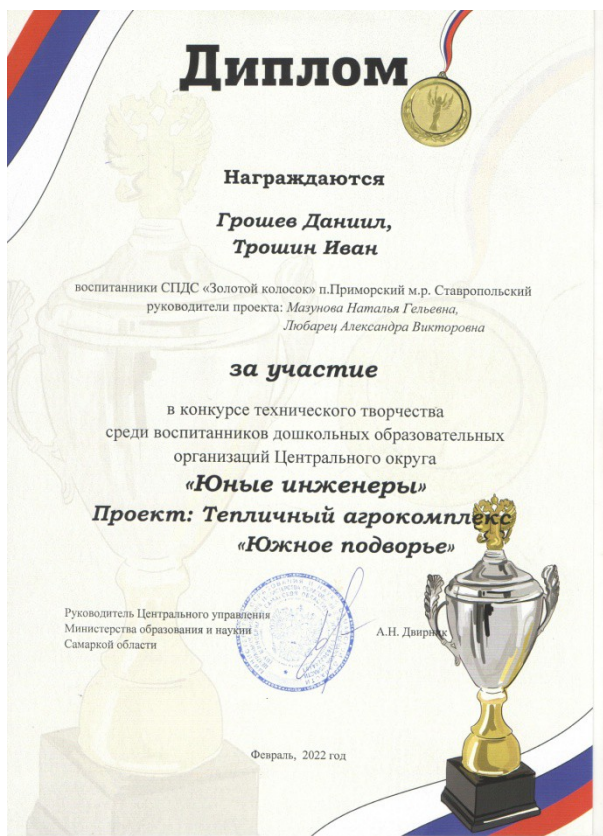 Диплом
Награждаются
Грошев Даниил,
Трошин Иван
воспитанники СПДС «Золотой колосок» п.Приморский м.р. Ставропольский
руководители проекта: Мазунова Наталья Гельевна,
Любарец Александра Викторовна
за участие
в конкурсе технического творчества
среди воспитанников дошкольных образовательных
организаций Центрального округа
«Юные инженеры»
Проект: Тепличный агрокомплекс
«Южное подворье»
Руководитель Центрального управления
Министерства образования и наукии
Самаркой области
А.Н. Двирник
Февраль, 2022 год